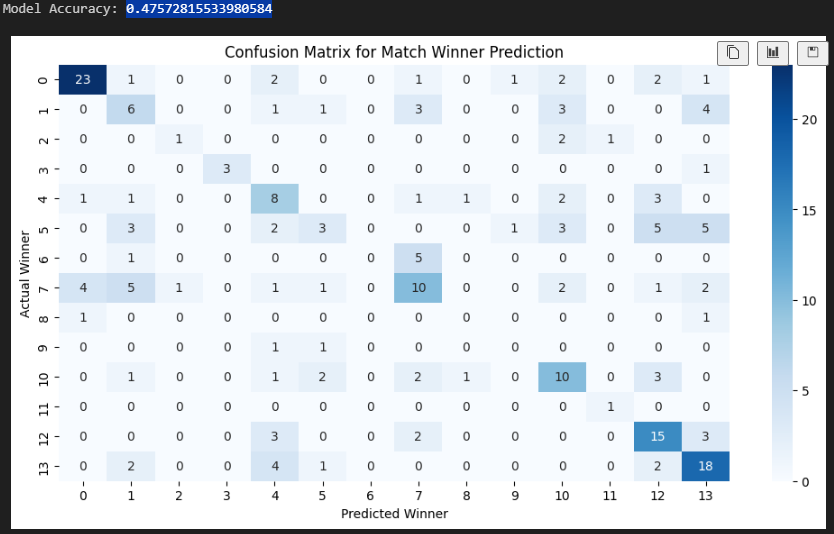 Model Accuracy: 0.47572815533980584
Confusion Matrix for Match Winner Prediction
0 23 1 0 0 2 0 0 1 0 1 2 0 2 1
1 0 6 0 0 1 1 0 3 0 0 3 0 0 4
2 0 0 1 0 0 0 0 0 0 0 2 1 0 0
3 0 0 0 3 0 0 0 0 0 0 0 0 0 1
4 1 1 0 0 8 0 0 1 1 0 2 0 3 0
5 0 3 0 0 2 3 0 0 0 1 3 0 5 5
6 0 1 0 0 0 0 0 5 0 0 0 0 0 0
7 4 5 1 0 1 1 0 10 0 0 2 0 1 2
8 1 0 0 0 0 0 0 0 0 0 0 0 0 1
9 0 0 0 0 1 1 0 0 0 0 0 0 0 0
10 0 1 0 0 1 2 0 2 1 0 10 0 3 0
11 0 0 0 0 0 0 0 0 0 0 0 1 0 0
12 0 0 0 0 3 0 0 2 0 0 0 0 15 3
13 0 2 0 0 4 1 0 0 0 0 0 0 2 18
0 1 2 3 4 5 6 7 8 9 10 11 12 13
Predicted Winner
Actual Winner
20
15
10
5
0